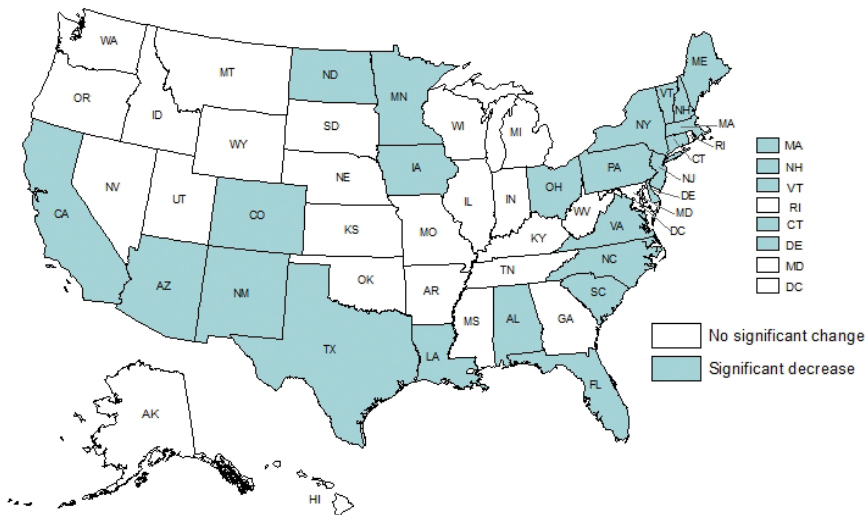 WA
MT
ND
MN
ME
OR
ID
WY
SD
WI
MI
VT
NH
NY
MA
RI
CT
NV
UT
CO
NE
IA
IL
IN
OH
PA
NJ
DE
MD
DC
WV
VA
CA
KS
MO
KY
NC
AZ
NM
OK
AR
TN
SC
TX
LA
MS
AL
GA
FL
AK
HI
MA
NH
VT
RI
CT
DE
MD
DC
No significant change
Significant decrease